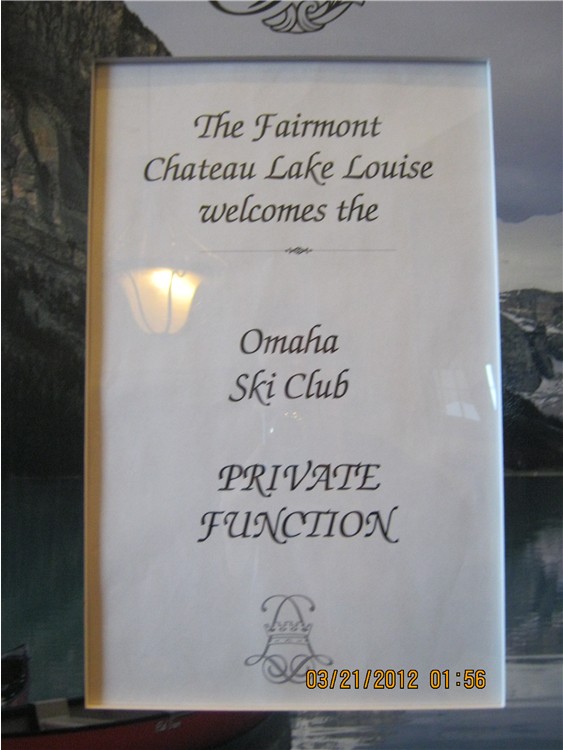 The Fairmont
Chateau Lake Louise
welcomes the
Omaha
Ski Club
PRIVATE
FUNCTION
03/21/2012 01:56